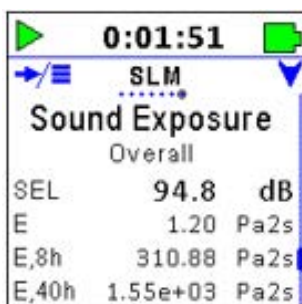 0:01:51
SLM
Sound Exposure
Overall
SEL 94.8 dB
E 1.20 Pa2s
E,8h 310.88 Pa2s
E,40h 1.55e+03 Pa2s